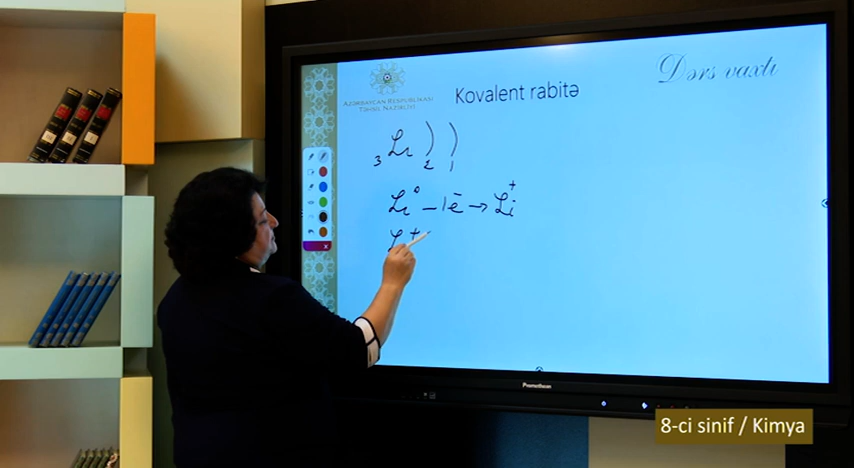 Dərs vaxtı
AZƏRBAYCAN RESPUBLİKASI
TƏHSİL NAZİRLİYİ
Kovalent rabitə
₃Li ) ) 2 1
Li⁰ – 1ē → Li⁺
Promethean
8-ci sinif / Kimya